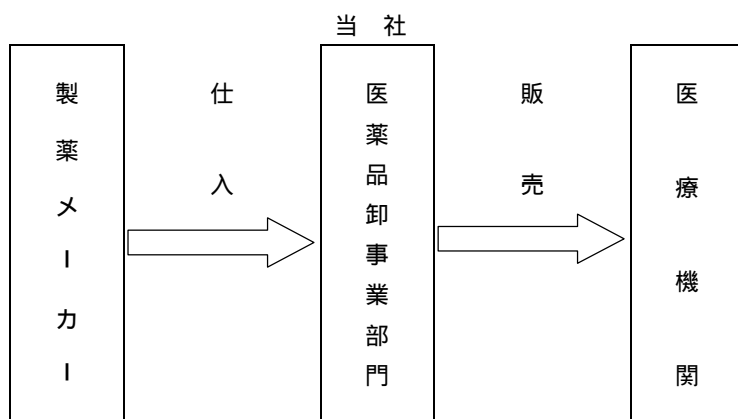 当 社
製薬メーカー
仕入
医薬品卸事業部門
販売
医療機関